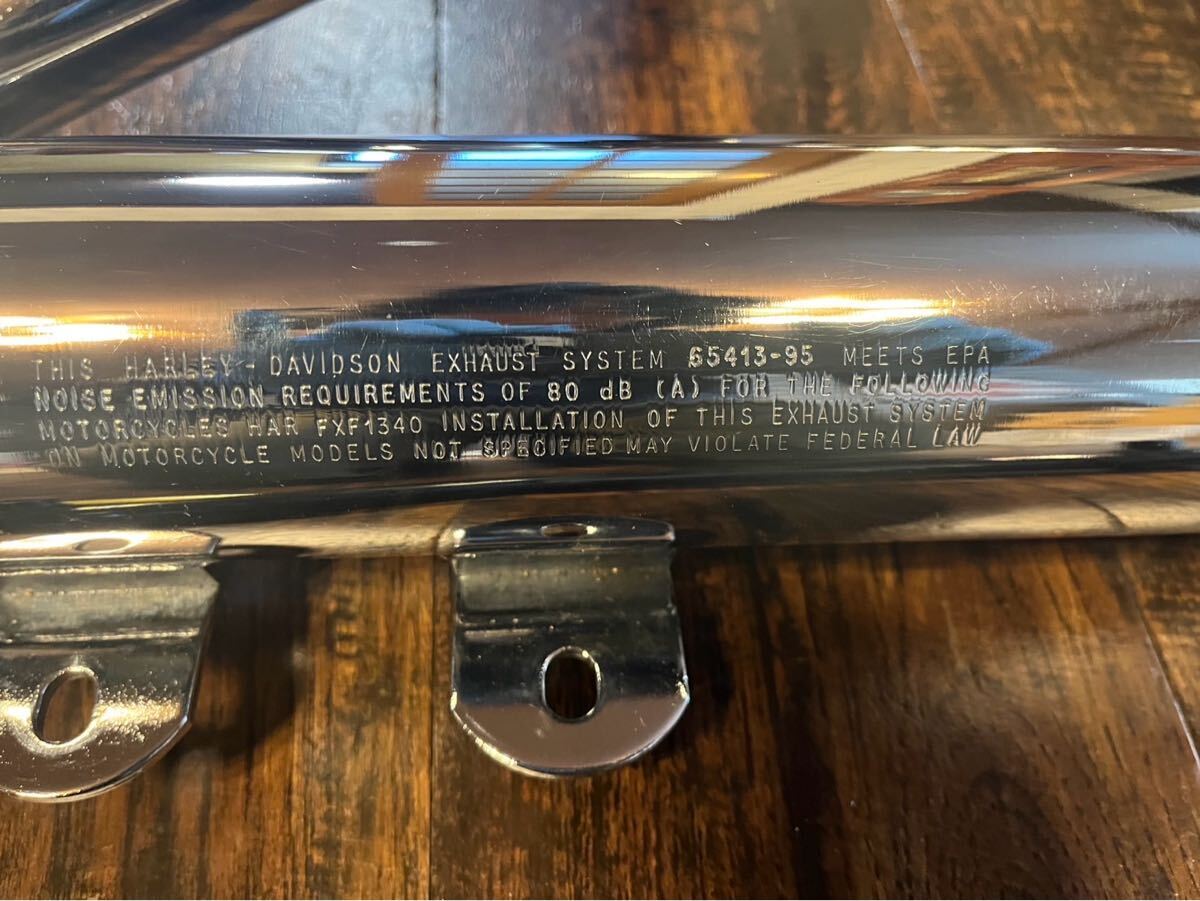 THIS HARLEY-DAVIDSON EXHAUST SYSTEM 65413-95 MEETS EPA
NOISE EMISSION REQUIREMENTS OF 80 dB (A) FOR THE FOLLOWING
MOTORCYCLES HAR FXF1340 INSTALLATION OF THIS EXHAUST SYSTEM
ON MOTORCYCLE MODELS NOT SPECIFIED MAY VIOLATE FEDERAL LAW